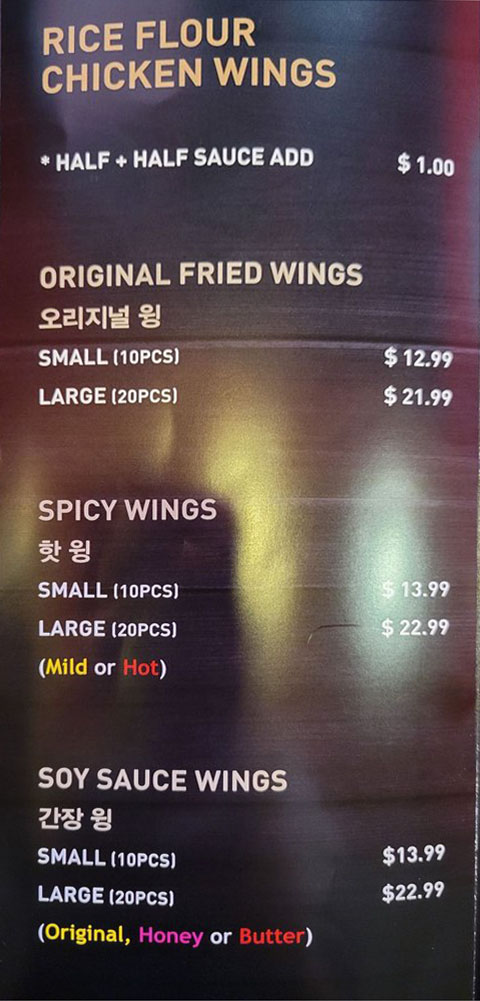 RICE FLOUR
CHICKEN WINGS
* HALF + HALF SAUCE ADD $ 1.00
ORIGINAL FRIED WINGS
오리지널 윙
SMALL (10PCS) $ 12.99
LARGE (20PCS) $ 21.99
SPICY WINGS
핫 윙
SMALL (10PCS) $ 13.99
LARGE (20PCS) $ 22.99
(Mild or Hot)
SOY SAUCE WINGS
간장 윙
SMALL (10PCS) $13.99
LARGE (20PCS) $22.99
(Original, Honey or Butter)